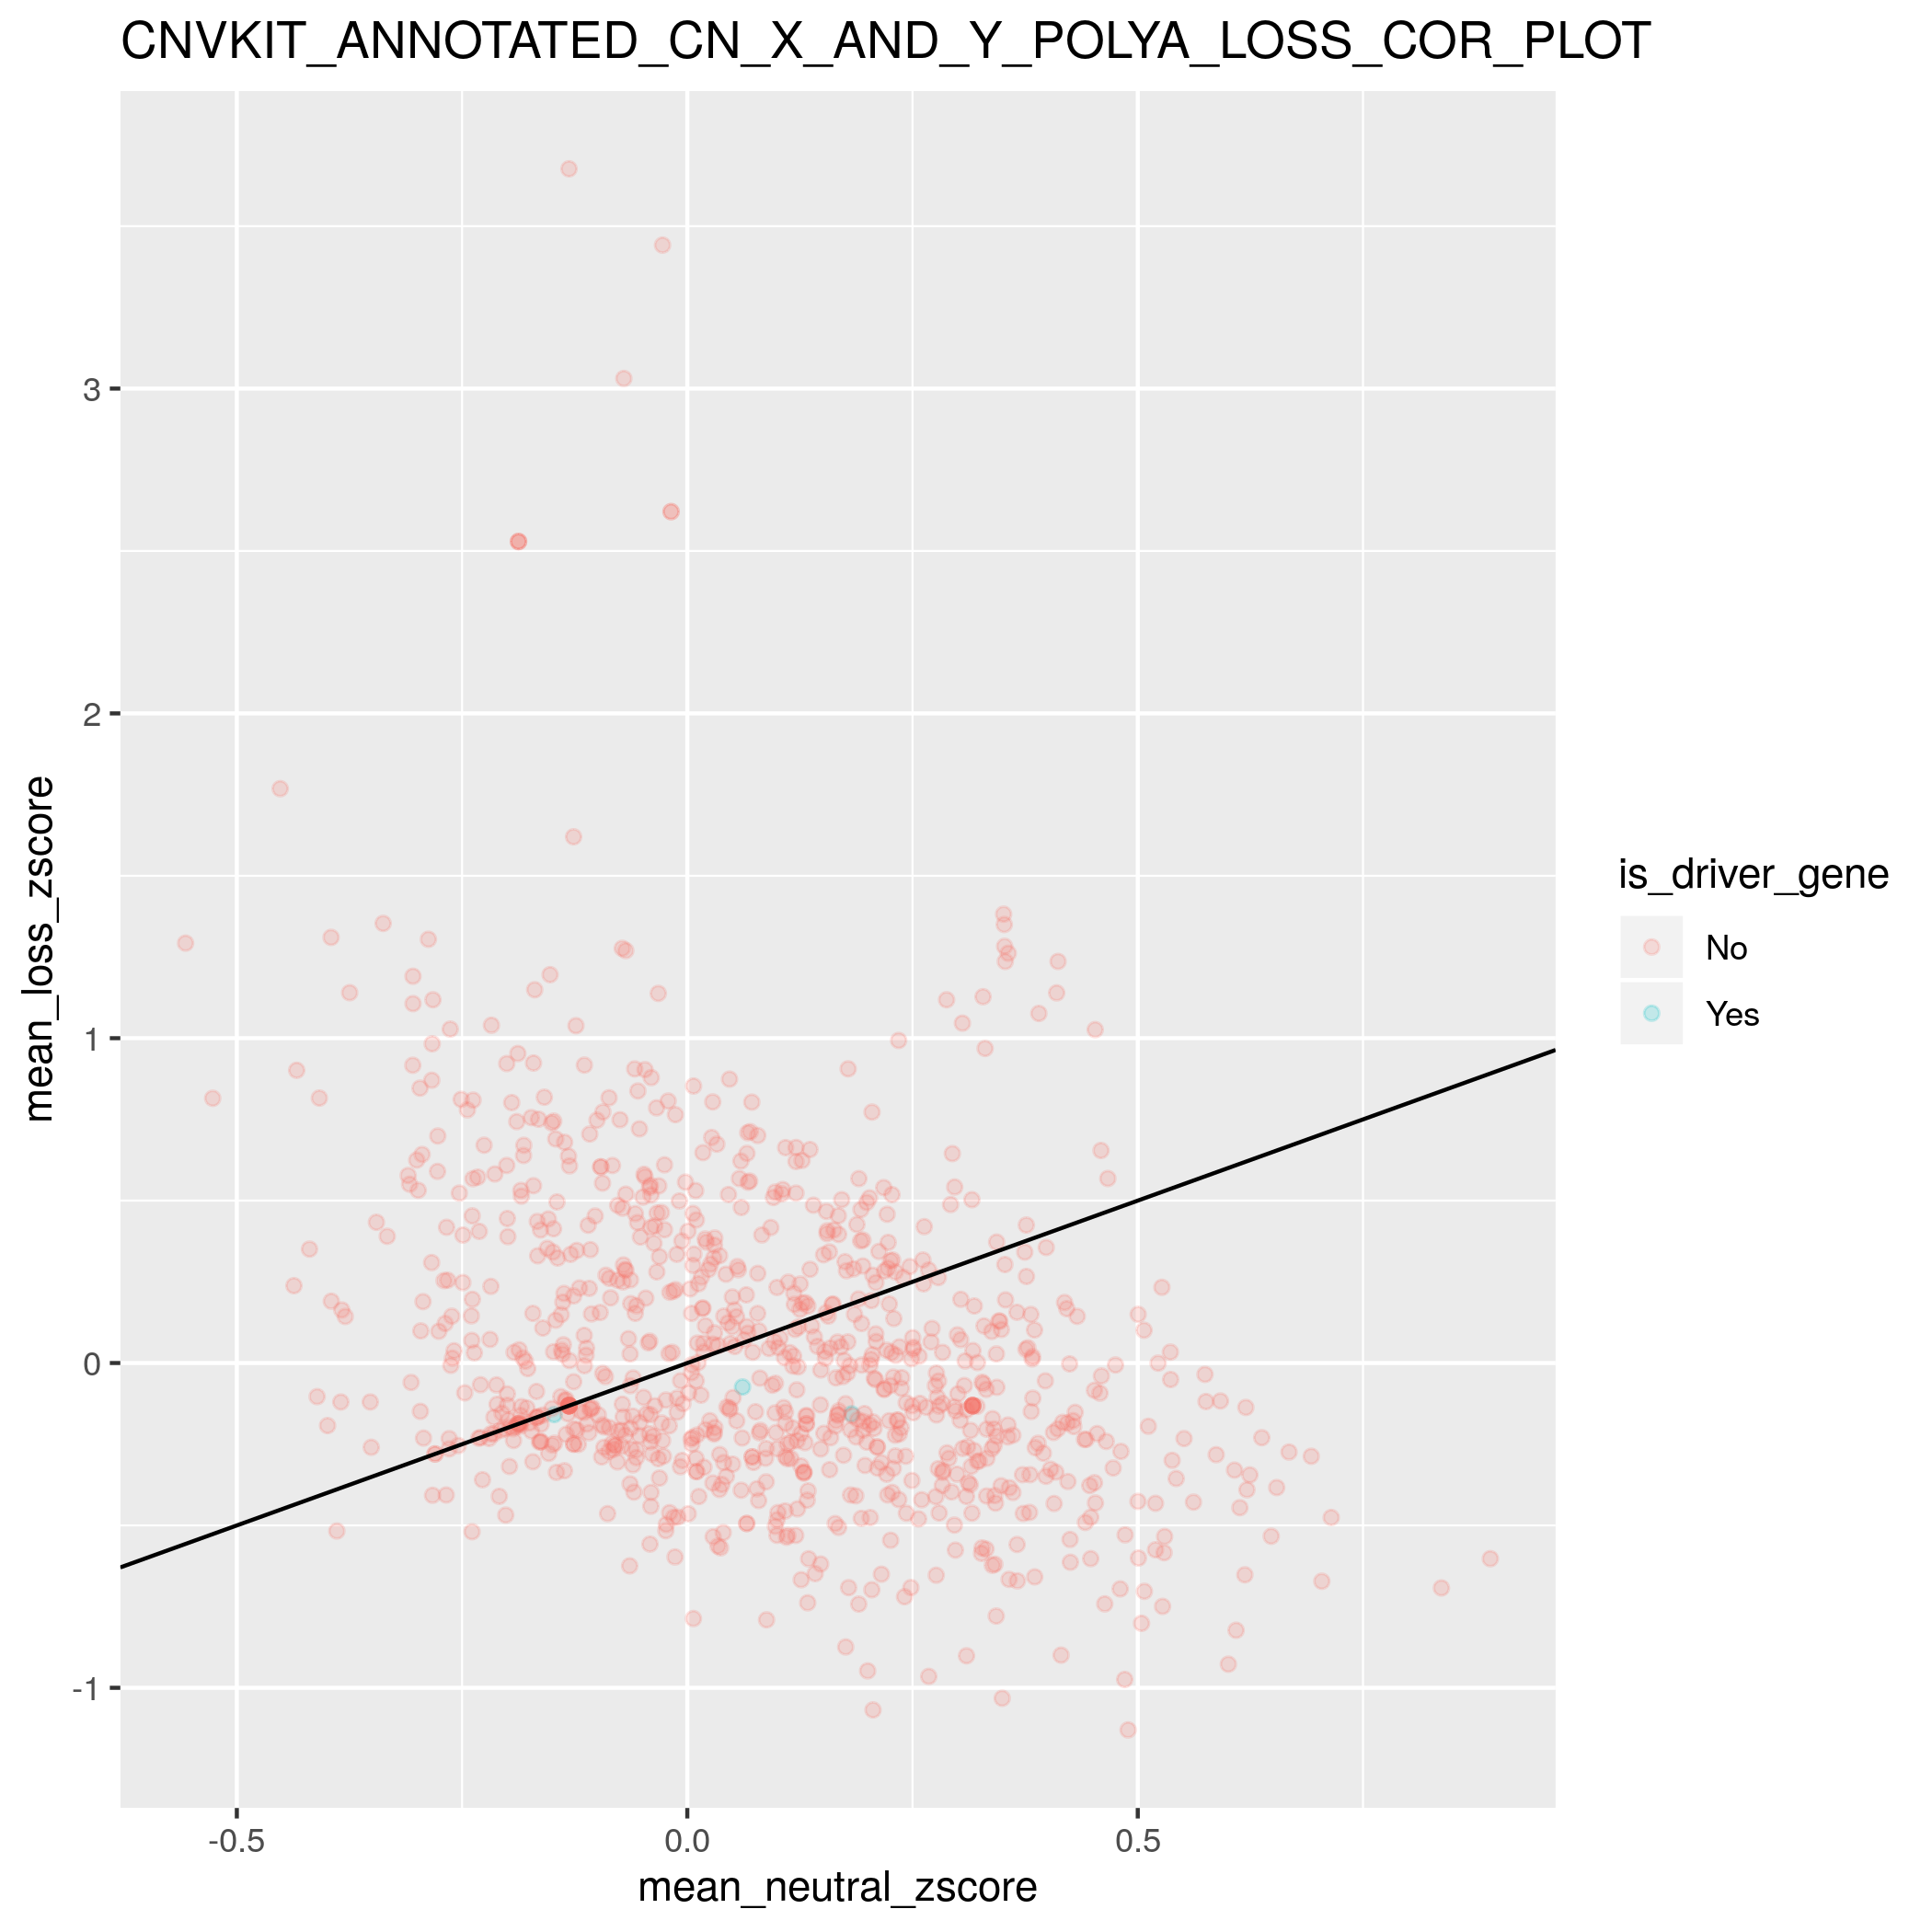 CNVKIT_ANNOTATED_CN_X_AND_Y_POLYA_LOSS_COR_PLOT
3
2
1
0
-1
mean_loss_zscore
-0.5
0.0
0.5
mean_neutral_zscore
is_driver_gene
No
Yes